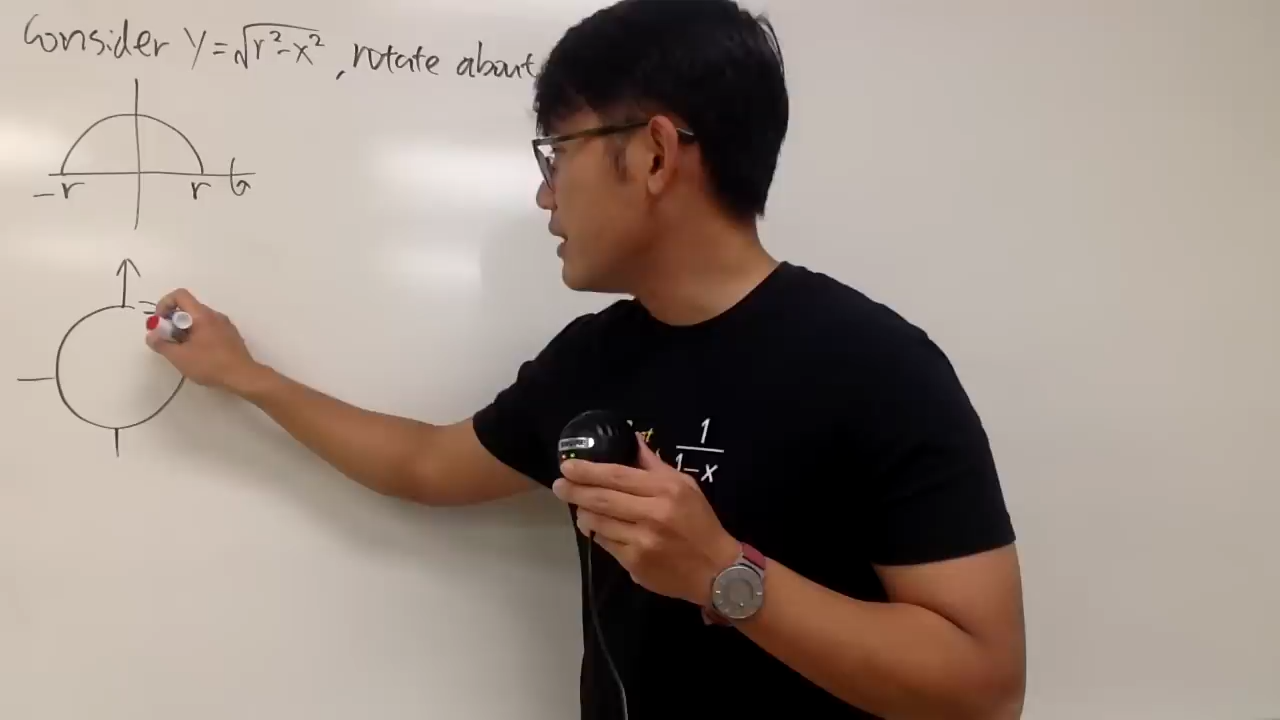 Consider y=√r²-x², rotate about
-r r
1
1-x